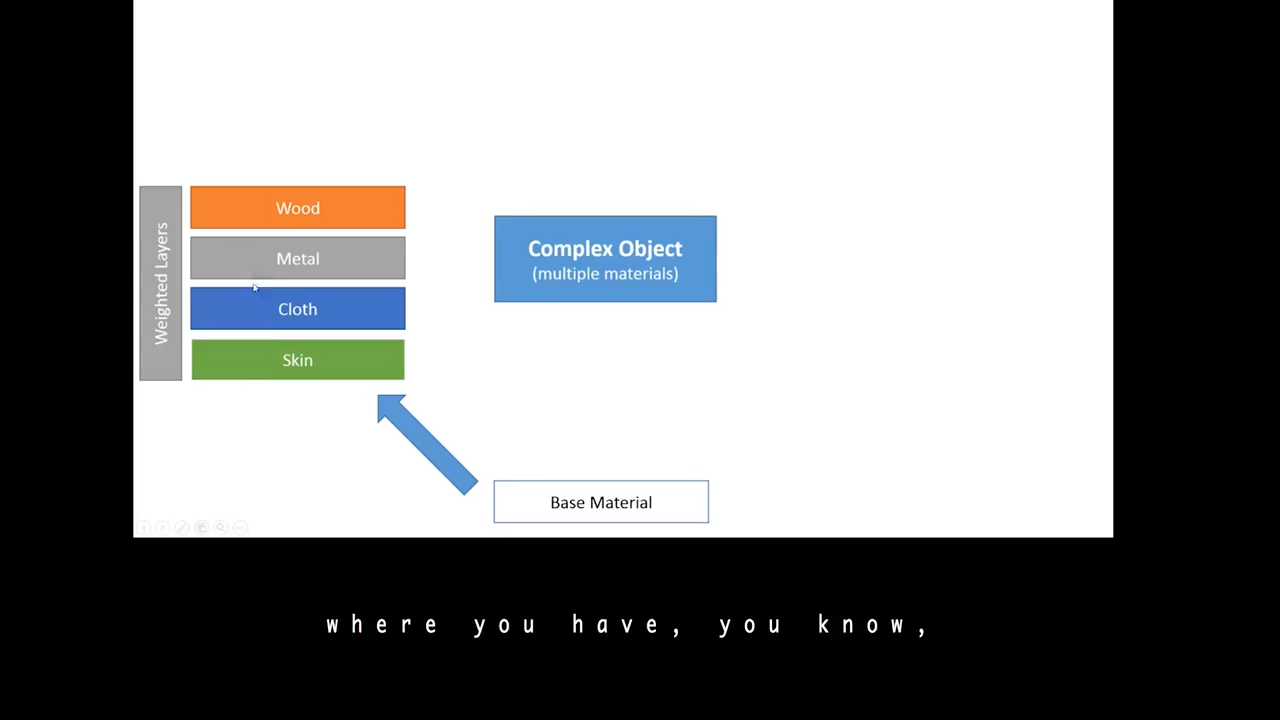 Weighted Layers
Wood
Metal
Cloth
Skin
Complex Object
(multiple materials)
Base Material
where you have, you know,